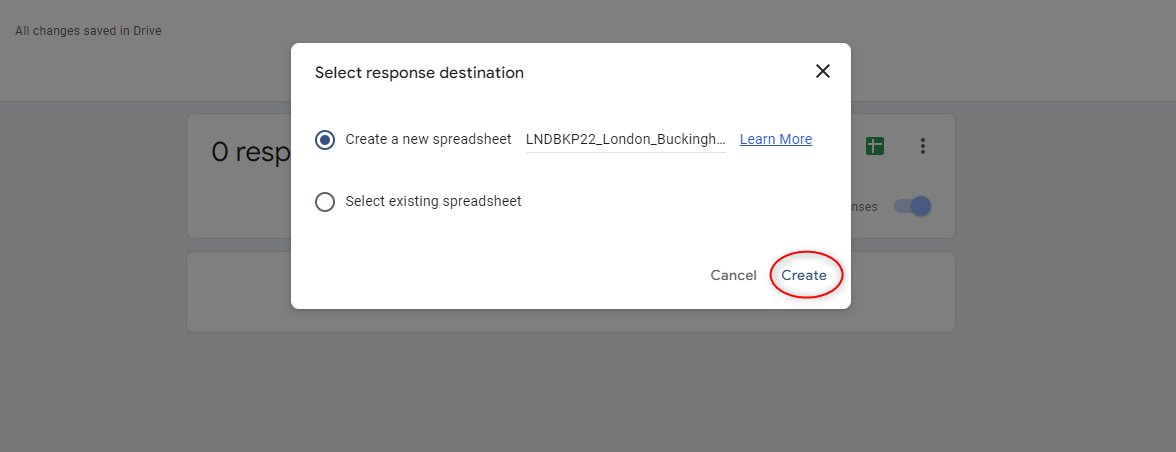 All changes saved in Drive
Select response destination
0 resp
Create a new spreadsheet LNDBKP22_London_Buckingh... Learn More
Select existing spreadsheet
nses
Cancel Create